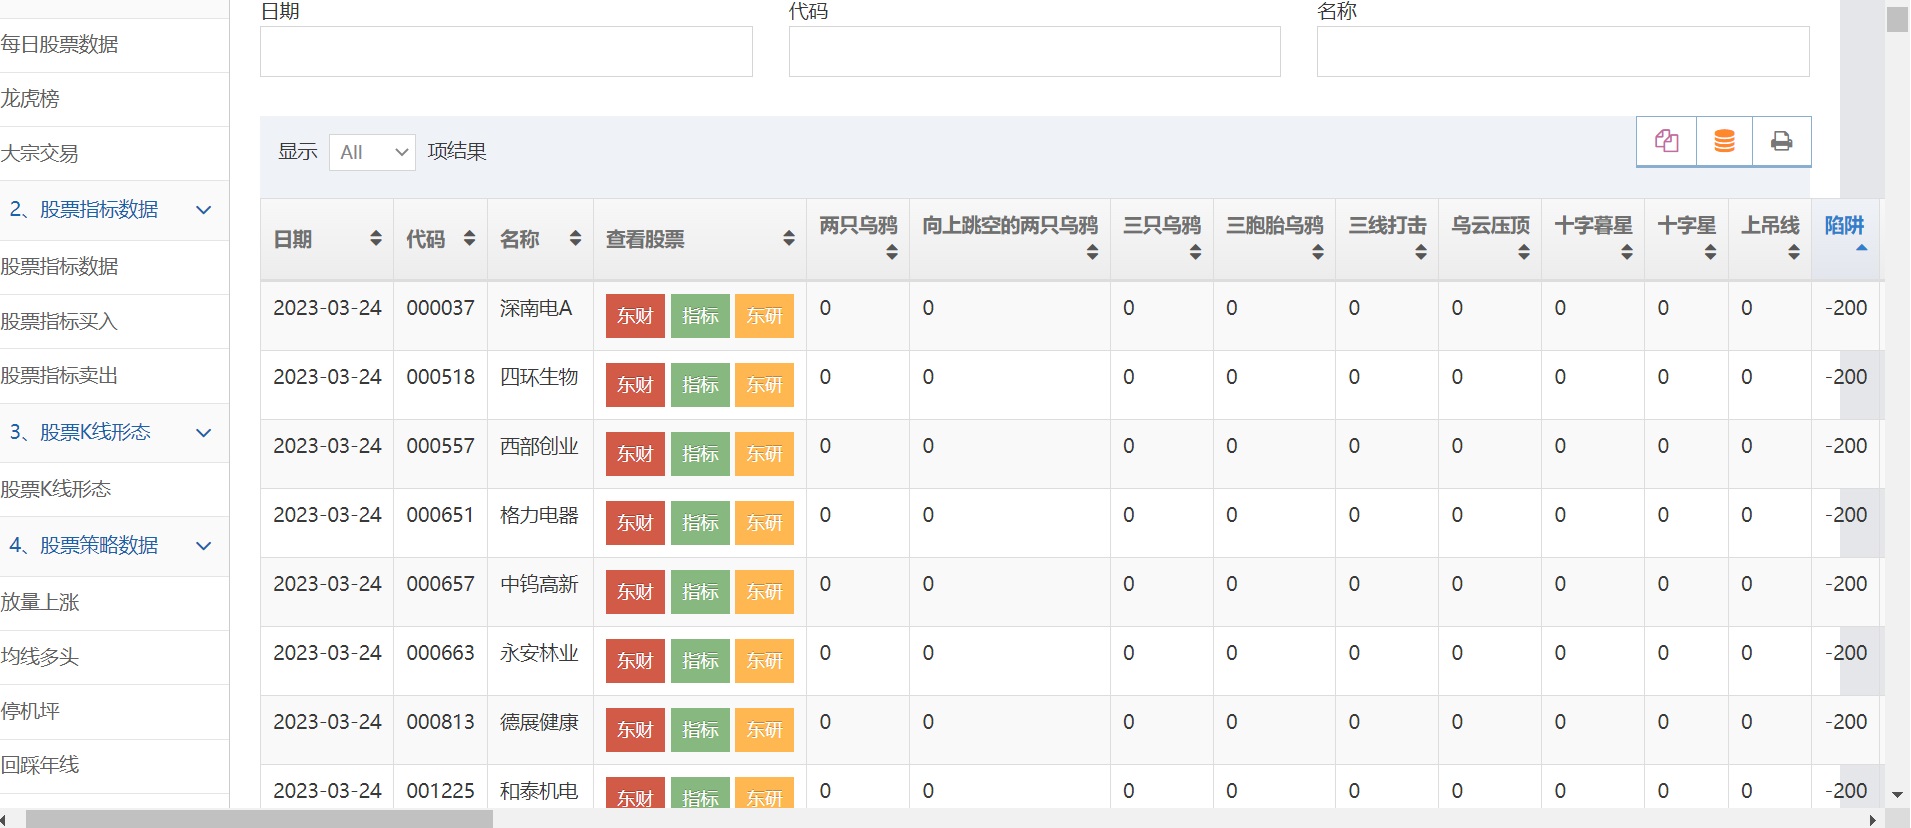 日期 代码 名称
每日股票数据
龙虎榜
大宗交易
2、股票指标数据
股票指标数据
股票指标买入
股票指标卖出
3、股票K线形态
股票K线形态
4、股票策略数据
放量上涨
均线多头
停机坪
回踩年线
显示 All 项结果
日期 代码 名称 查看股票 两只乌鸦 向上跳空的两只乌鸦 三只乌鸦 三胞胎乌鸦 三线打击 乌云压顶 十字暮星 十字星 上吊线 陷阱
2023-03-24 000037 深南电A 东财 指标 东研 0 0 0 0 0 0 0 0 0 -200
2023-03-24 000518 四环生物 东财 指标 东研 0 0 0 0 0 0 0 0 0 -200
2023-03-24 000557 西部创业 东财 指标 东研 0 0 0 0 0 0 0 0 0 -200
2023-03-24 000651 格力电器 东财 指标 东研 0 0 0 0 0 0 0 0 0 -200
2023-03-24 000657 中钨高新 东财 指标 东研 0 0 0 0 0 0 0 0 0 -200
2023-03-24 000663 永安林业 东财 指标 东研 0 0 0 0 0 0 0 0 0 -200
2023-03-24 000813 德展健康 东财 指标 东研 0 0 0 0 0 0 0 0 0 -200
2023-03-24 001225 和泰机电 东财 指标 东研 0 0 0 0 0 0 0 0 0 -200